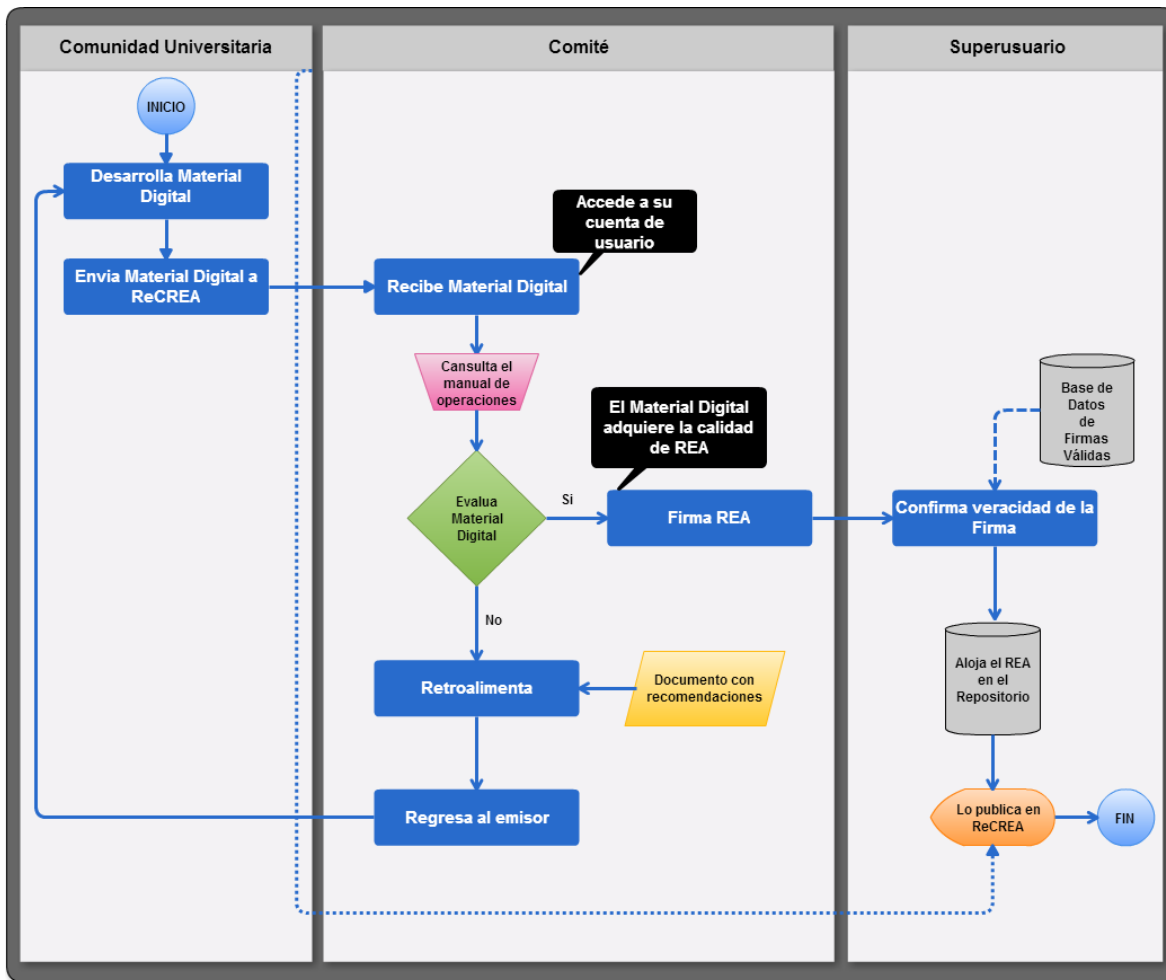 Comunidad Universitaria
Comité
Superusuario
INICIO
Desarrolla Material
Digital
Envia Material Digital a
ReCREA
Accede a su
cuenta de
usuario
Recibe Material Digital
Cansulta el
manual de
operaciones
El Material Digital
adquiere la calidad
de REA
Evalua
Material
Digital
Si
Firma REA
No
Retroalimenta
Documento con
recomendaciones
Regresa al emisor
Base de
Datos
de
Firmas
Válidas
Confirma veracidad de la
Firma
Aloja el REA
en el
Repositorio
Lo publica en
ReCREA
FIN